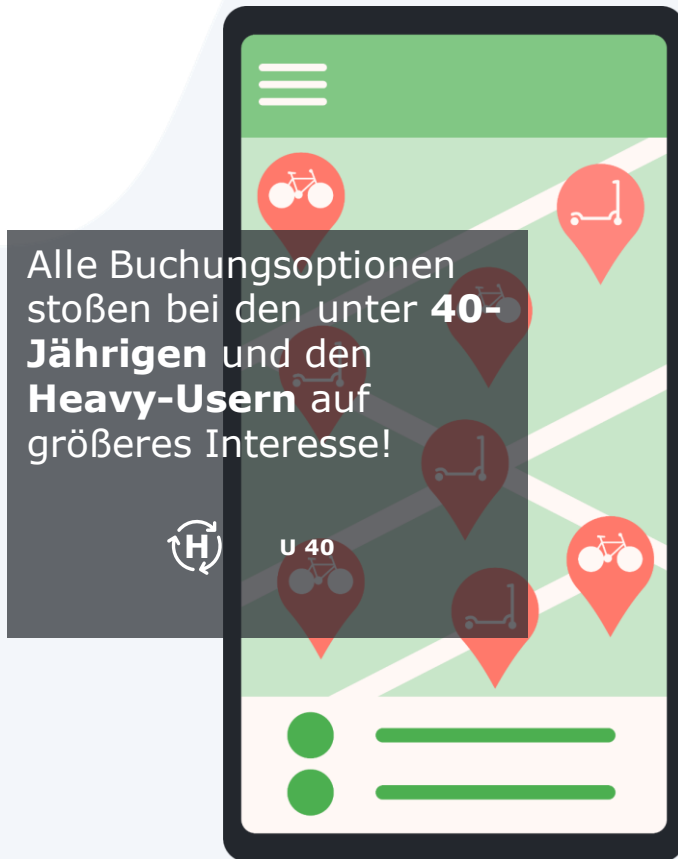 Alle Buchungsoptionen
stoßen bei den unter 40-
Jährigen und den
Heavy-Usern auf
größeres Interesse!
H U 40